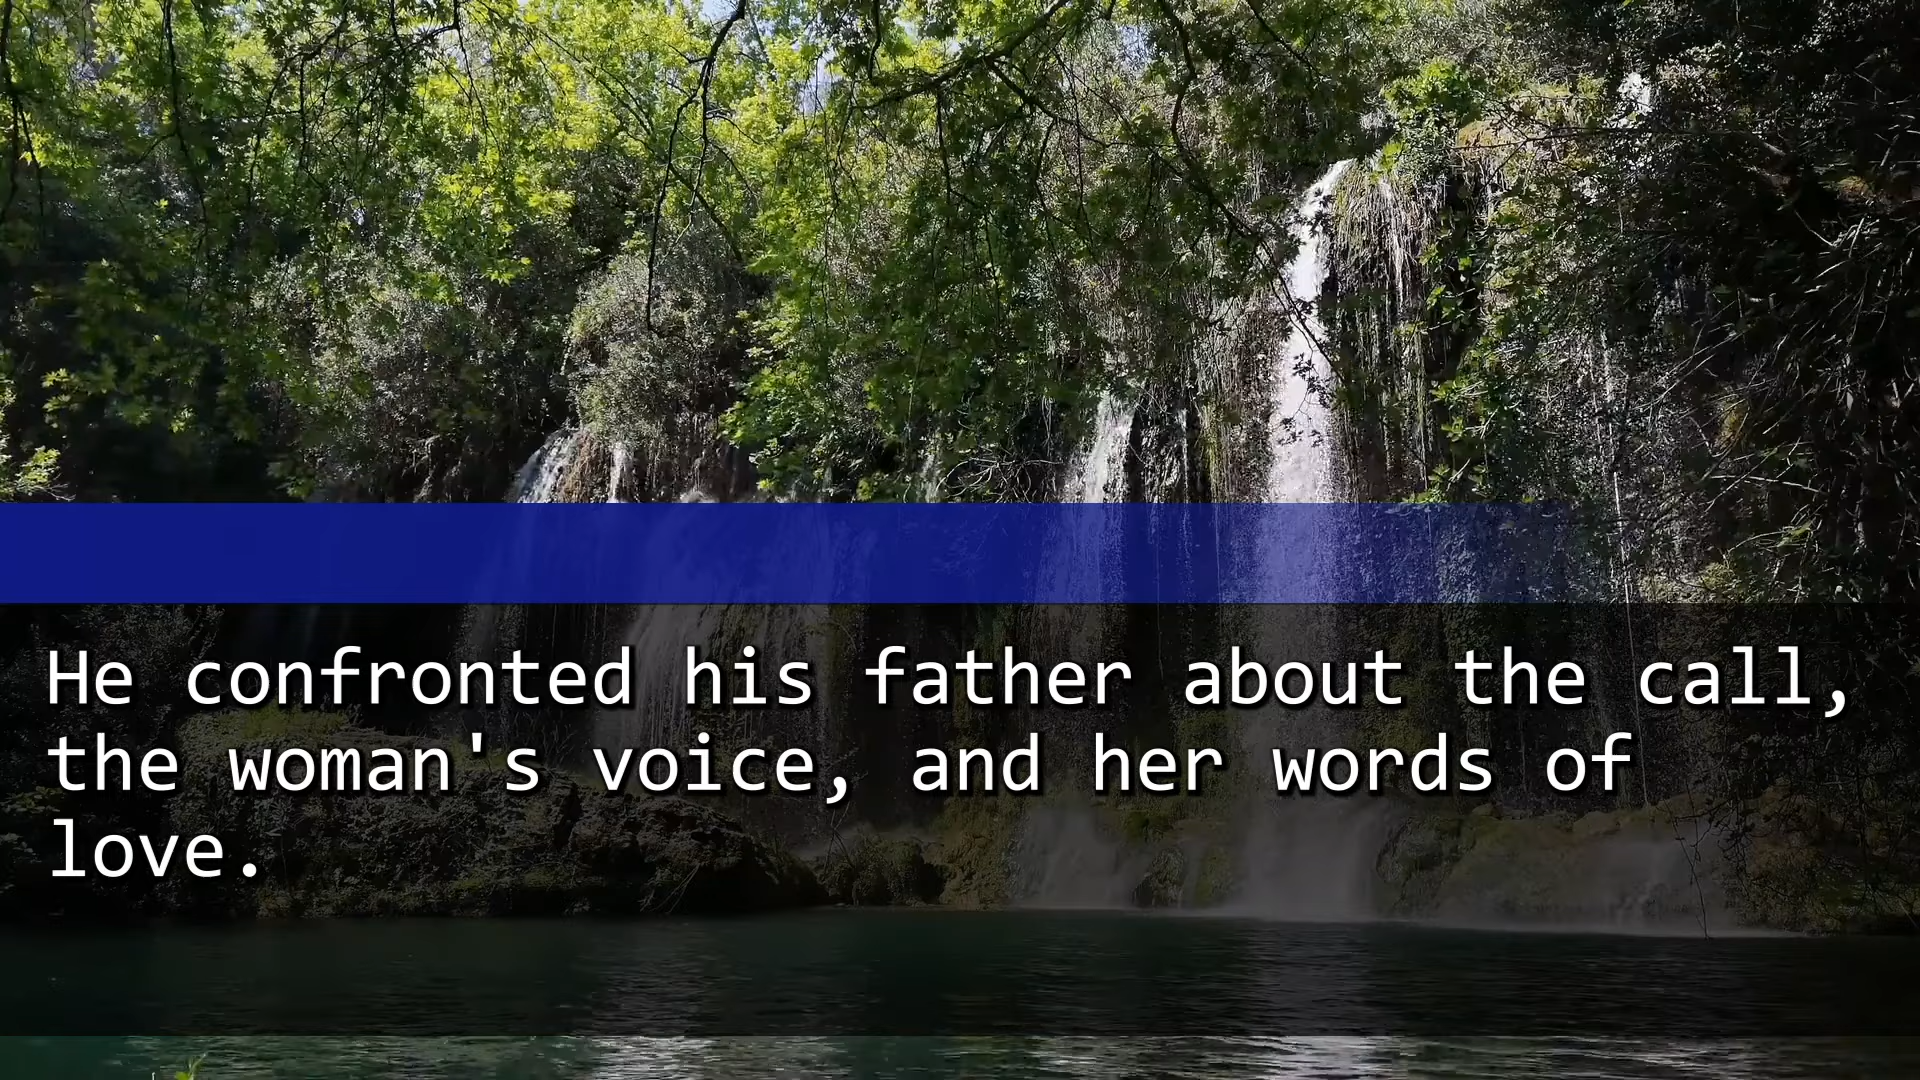 He confronted his father about the call,
the woman's voice, and her words of
love.